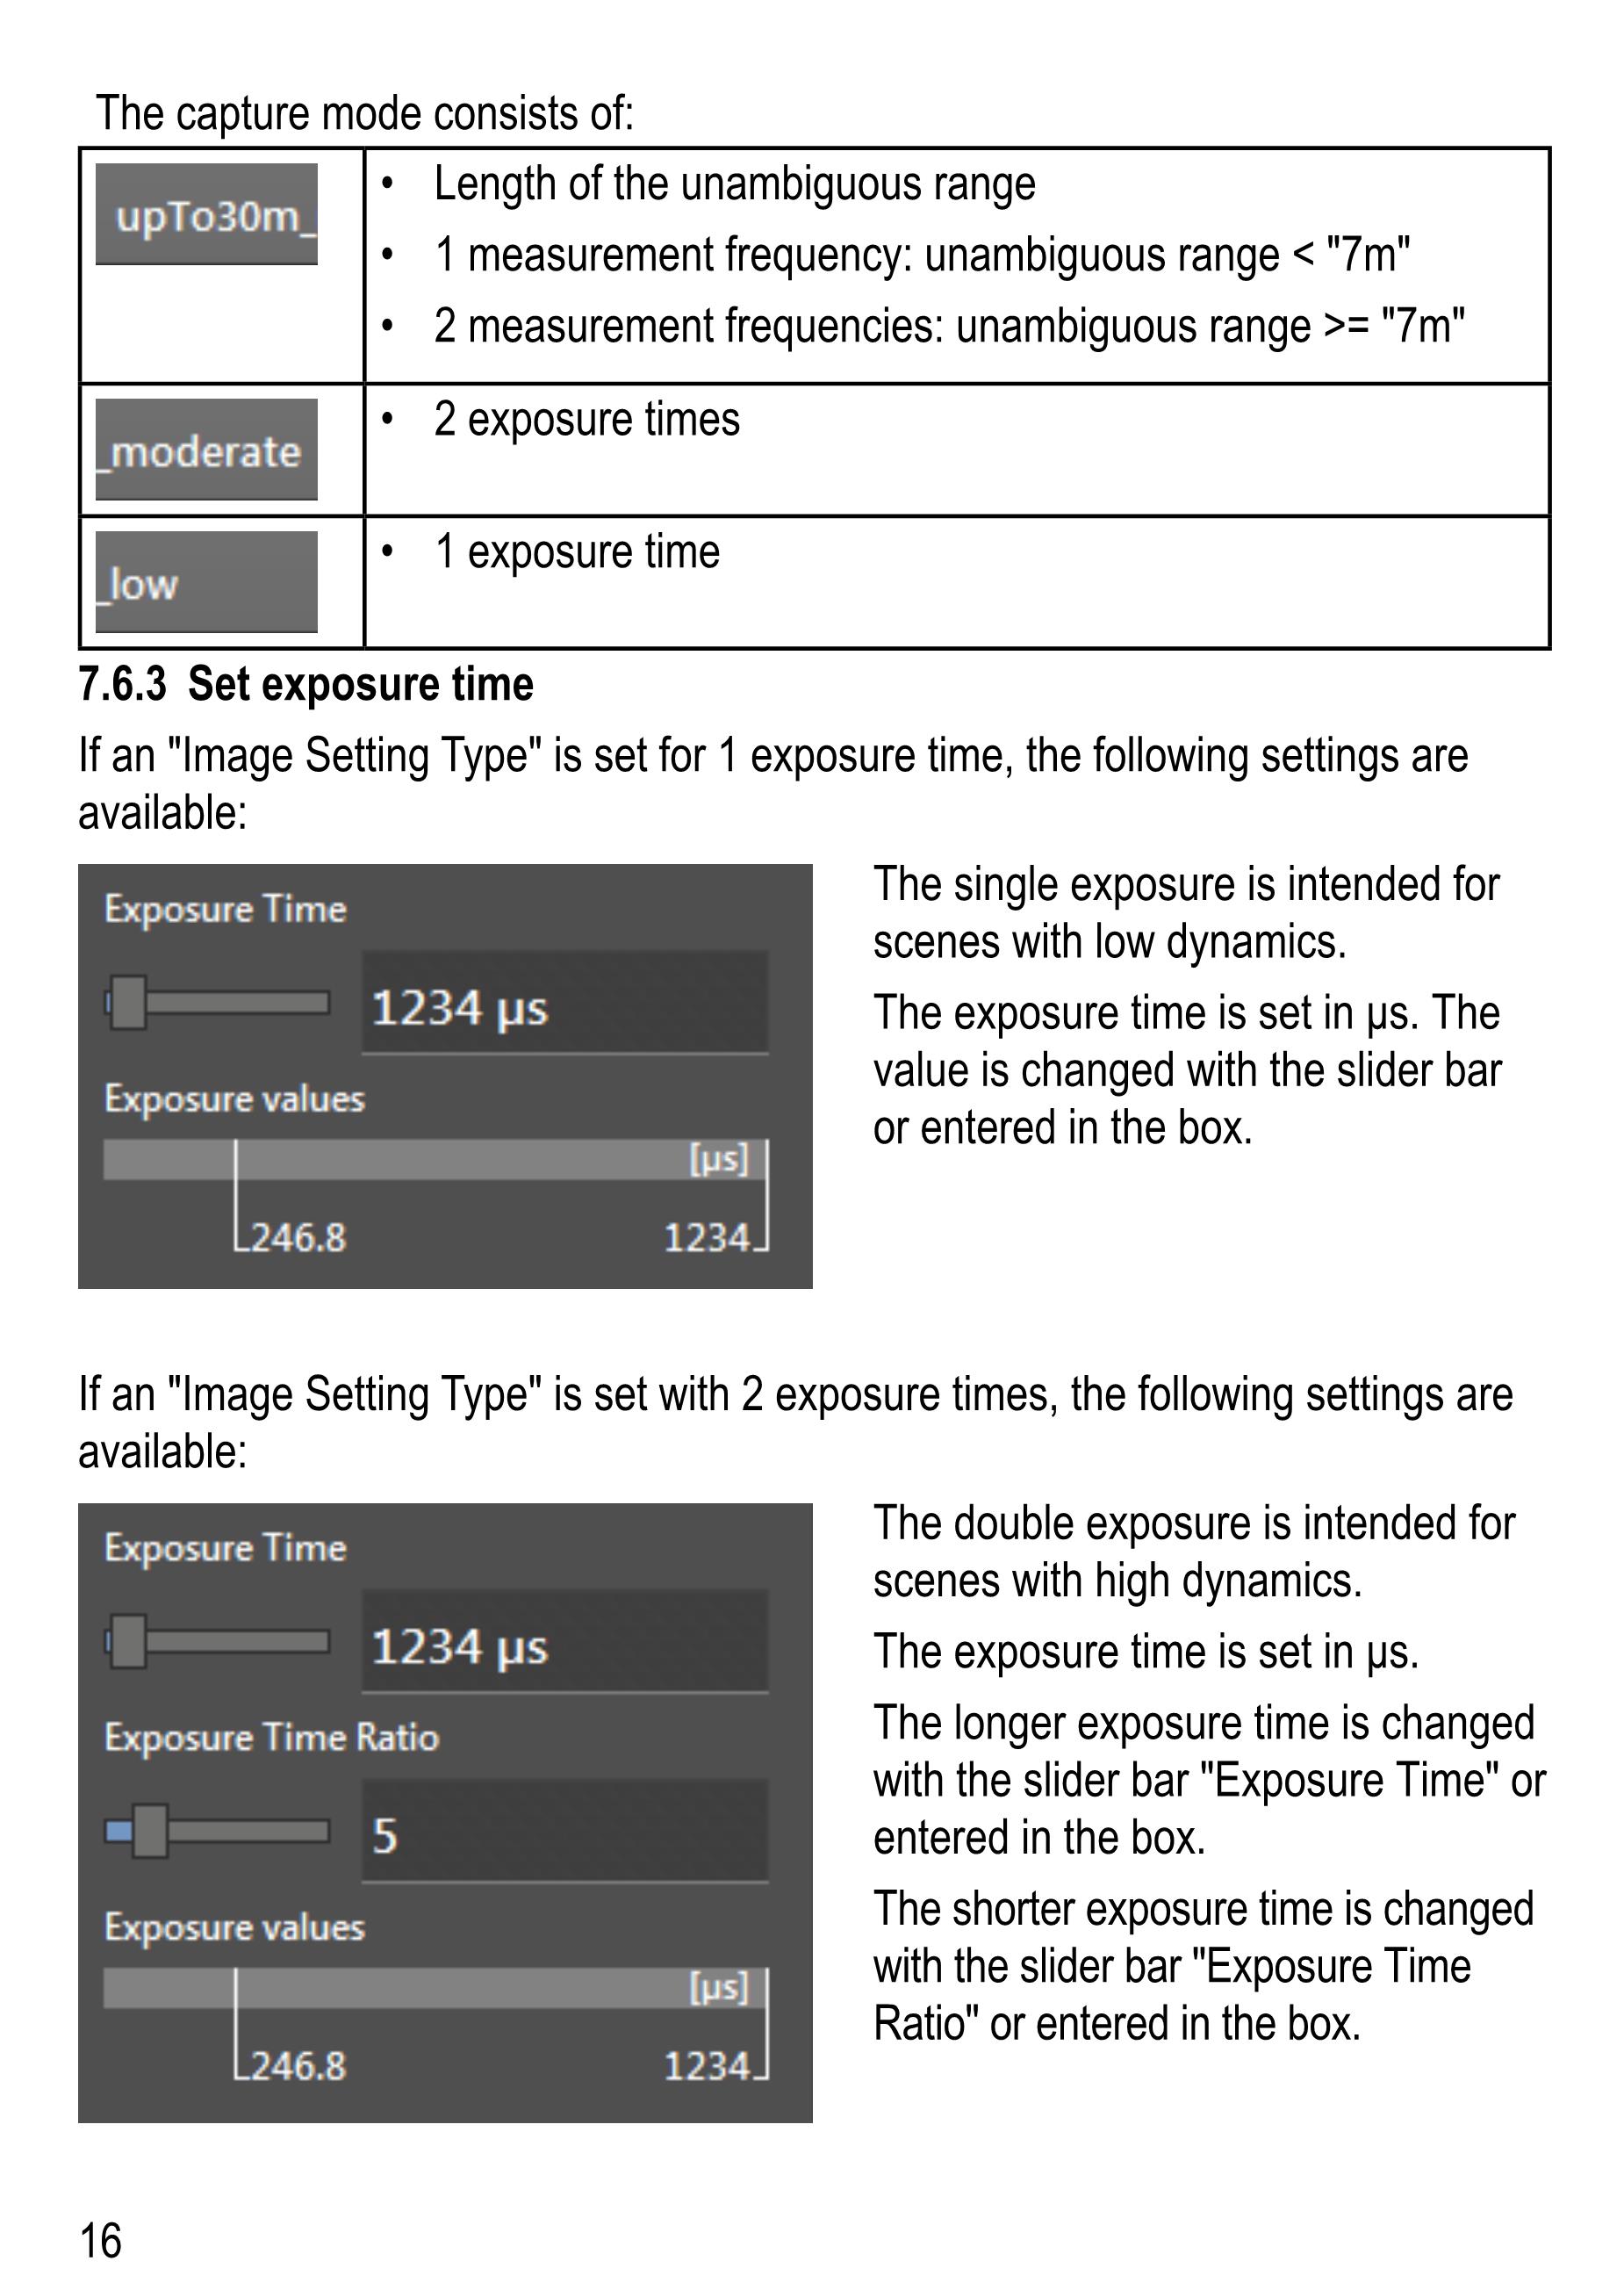 The capture mode consists of:
upTo30m_
• Length of the unambiguous range
• 1 measurement frequency: unambiguous range < "7m"
• 2 measurement frequencies: unambiguous range >= "7m"
_moderate
• 2 exposure times
_low
• 1 exposure time
7.6.3 Set exposure time
If an "Image Setting Type" is set for 1 exposure time, the following settings are
available:
Exposure Time
1234 µs
Exposure values
[µs]
246.8
1234
The single exposure is intended for
scenes with low dynamics.
The exposure time is set in µs. The
value is changed with the slider bar
or entered in the box.
If an "Image Setting Type" is set with 2 exposure times, the following settings are
available:
Exposure Time
1234 µs
Exposure Time Ratio
5
Exposure values
[µs]
246.8
1234
The double exposure is intended for
scenes with high dynamics.
The exposure time is set in µs.
The longer exposure time is changed
with the slider bar "Exposure Time" or
entered in the box.
The shorter exposure time is changed
with the slider bar "Exposure Time
Ratio" or entered in the box.
16